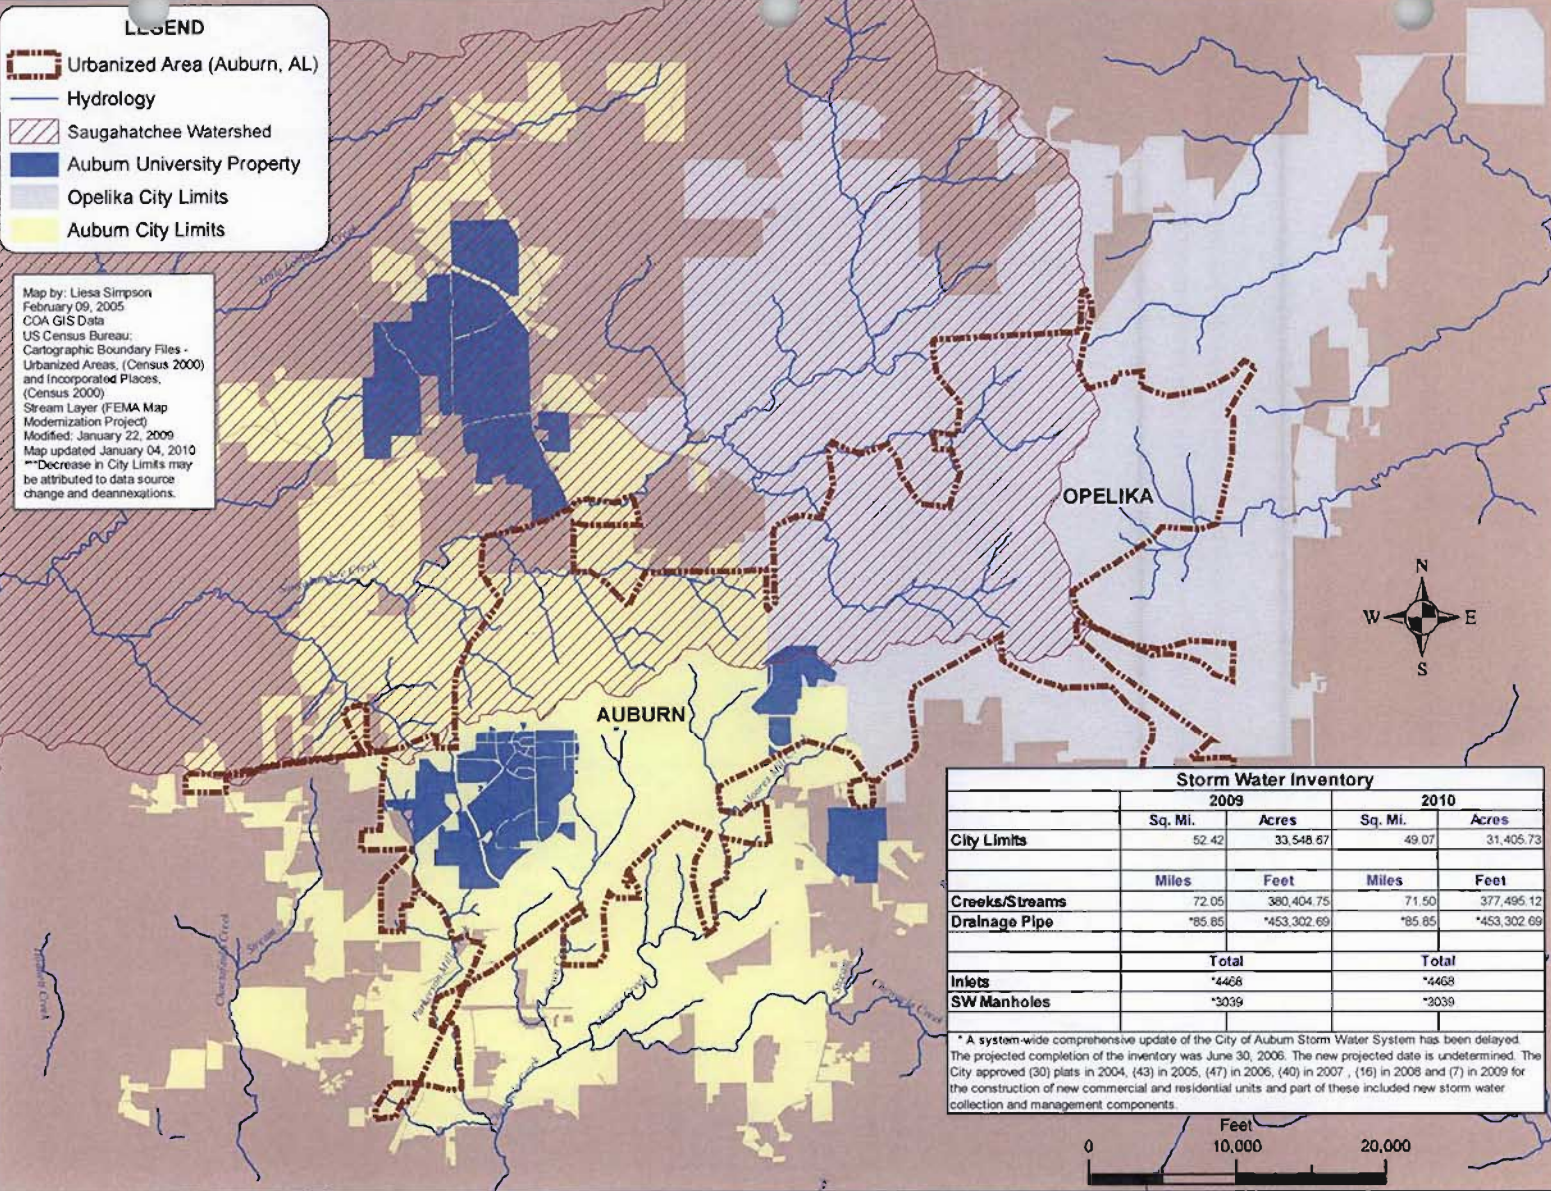 LEGEND
Urbanized Area (Auburn, AL)
Hydrology
Saugahatchee Watershed
Auburn University Property
Opelika City Limits
Auburn City Limits
Map by: Liesa Simpson
February 09, 2005
COA GIS Data
US Census Bureau:
Cartographic Boundary Files -
Urbanized Areas, (Census 2000)
and Incorporated Places,
(Census 2000)
Stream Layer (FEMA Map
Modernization Project)
Modified: January 22, 2009
Map updated January 04, 2010
***Decrease in City Limits may
be attributed to data source
change and deannexations.
Creek
Creek
OPELIKA
N
W E
S
AUBURN
Moores Mill
Parkerson Mill
Creek
Creek
Storm Water Inventory
2009 2010
Sq. Mi. Acres Sq. Mi. Acres
City Limits 52.42 33,548.67 49.07 31,405.73
Miles Feet Miles Feet
Creeks/Streams 72.05 380,404.75 71.50 377,495.12
Drainage Pipe *85.85 *453,302.69 *85.85 *453,302.69
Total Total
Inlets *4468 *4468
SW Manholes *3039 *3039
* A system-wide comprehensive update of the City of Auburn Storm Water System has been delayed.
The projected completion of the inventory was June 30, 2006. The new projected date is undetermined. The
City approved (30) plats in 2004, (43) in 2005, (47) in 2006, (40) in 2007 , (16) in 2008 and (7) in 2009 for
the construction of new commercial and residential units and part of these included new storm water
collection and management components.
Feet
0 10,000 20,000